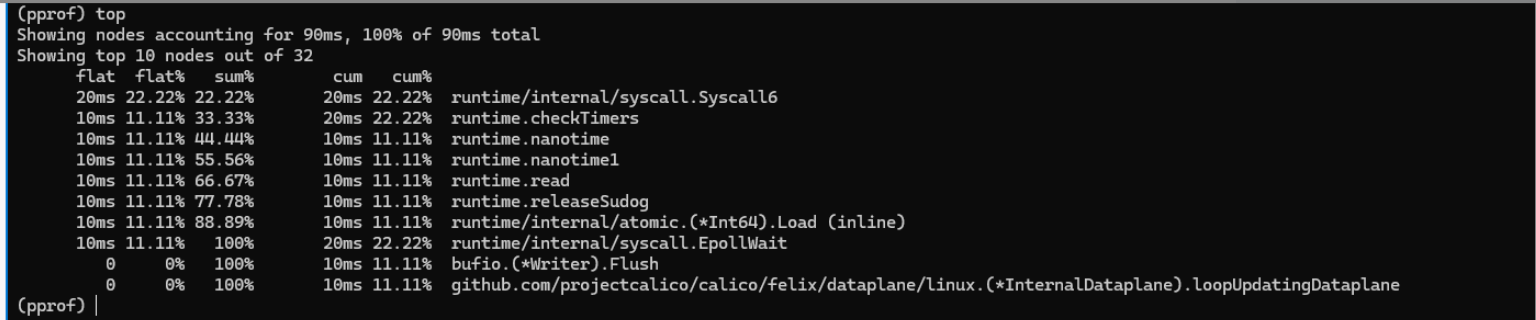 (pprof) top
Showing nodes accounting for 90ms, 100% of 90ms total
Showing top 10 nodes out of 32
      flat  flat%   sum%        cum   cum%
      20ms 22.22% 22.22%       20ms 22.22%  runtime/internal/syscall.Syscall6
      10ms 11.11% 33.33%       20ms 22.22%  runtime.checkTimers
      10ms 11.11% 44.44%       10ms 11.11%  runtime.nanotime
      10ms 11.11% 55.56%       10ms 11.11%  runtime.nanotime1
      10ms 11.11% 66.67%       10ms 11.11%  runtime.read
      10ms 11.11% 77.78%       10ms 11.11%  runtime.releaseSudog
      10ms 11.11% 88.89%       10ms 11.11%  runtime/internal/atomic.(*Int64).Load (inline)
      10ms 11.11%   100%       20ms 22.22%  runtime/internal/syscall.EpollWait
         0     0%   100%       10ms 11.11%  bufio.(*Writer).Flush
         0     0%   100%       10ms 11.11%  github.com/projectcalico/calico/felix/dataplane/linux.(*InternalDataplane).loopUpdatingDataplane
(pprof)